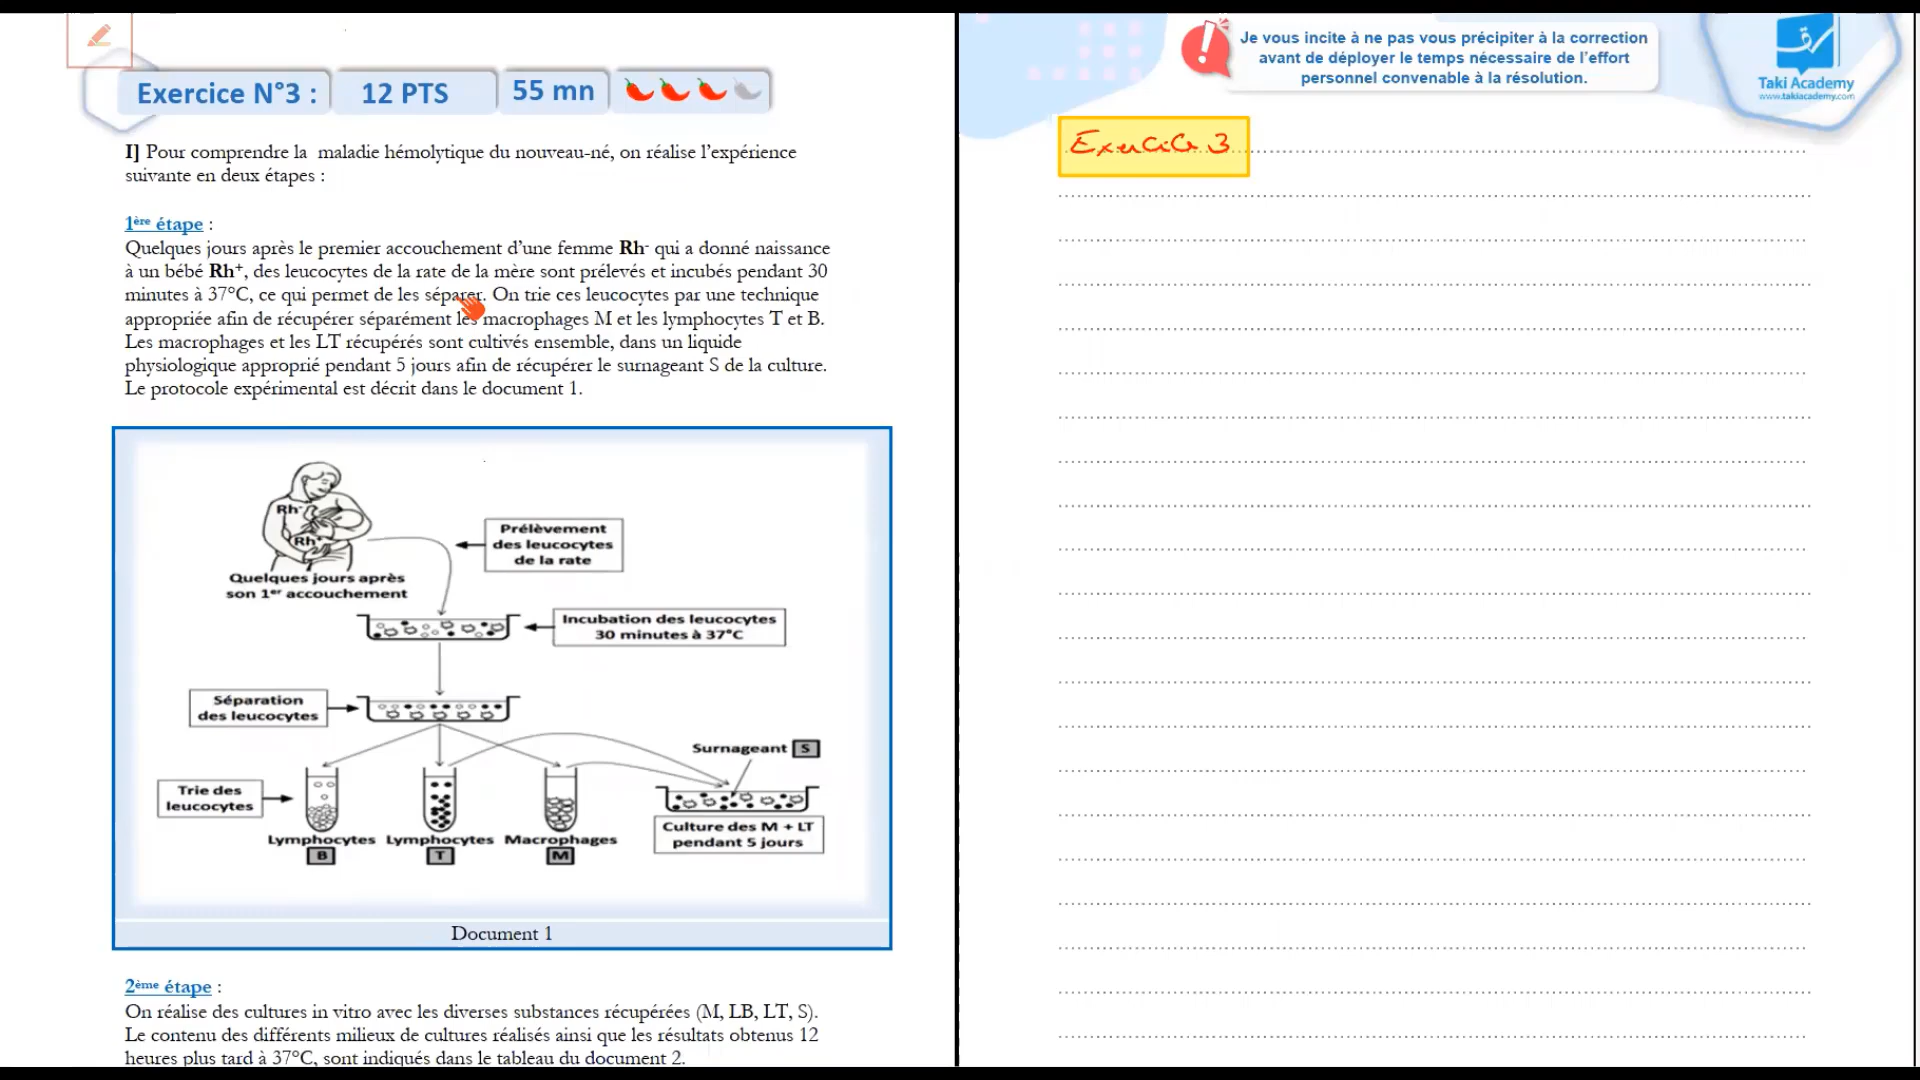 Exercice N°3 :
12 PTS
55 mn
I] Pour comprendre la maladie hémolytique du nouveau-né, on réalise l'expérience
suivante en deux étapes :
1ère étape :
Quelques jours après le premier accouchement d'une femme Rh- qui a donné naissance
à un bébé Rh+, des leucocytes de la rate de la mère sont prélevés et incubés pendant 30
minutes à 37°C, ce qui permet de les séparer. On trie ces leucocytes par une technique
appropriée afin de récupérer séparément les macrophages M et les lymphocytes T et B.
Les macrophages et les LT récupérés sont cultivés ensemble, dans un liquide
physiologique approprié pendant 5 jours afin de récupérer le surnageant S de la culture.
Le protocole expérimental est décrit dans le document 1.
Rh-
Rh+
Quelques jours après
son 1er accouchement
Prélèvement
des leucocytes
de la rate
Incubation des leucocytes
30 minutes à 37°C
Séparation
des leucocytes
Surnageant S
Trie des
leucocytes
Lymphocytes
B
Lymphocytes
T
Macrophages
M
Culture des M + LT
pendant 5 jours
Document 1
2ème étape :
On réalise des cultures in vitro avec les diverses substances récupérées (M, LB, LT, S).
Le contenu des différents milieux de cultures réalisés ainsi que les résultats obtenus 12
heures plus tard à 37°C, sont indiqués dans le tableau du document 2.
Je vous incite à ne pas vous précipiter à la correction
avant de déployer le temps nécessaire de l'effort
personnel convenable à la résolution.
Taki Academy
www.takiacademy.com
Exercice 3